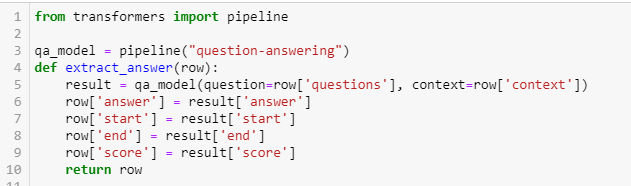 1 from transformers import pipeline
2
3 qa_model = pipeline("question-answering")
4 def extract_answer(row):
5     result = qa_model(question=row['questions'], context=row['context'])
6     row['answer'] = result['answer']
7     row['start'] = result['start']
8     row['end'] = result['end']
9     row['score'] = result['score']
10     return row
11